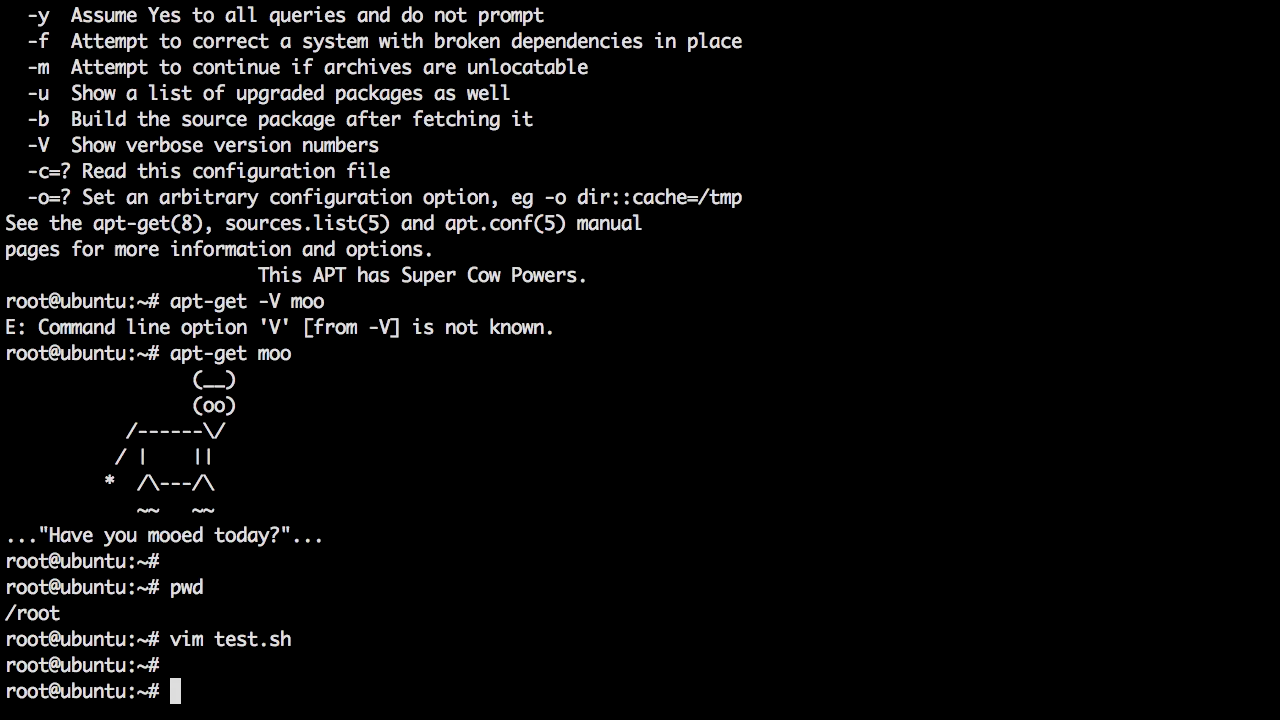 -y  Assume Yes to all queries and do not prompt
  -f  Attempt to correct a system with broken dependencies in place
  -m  Attempt to continue if archives are unlocatable
  -u  Show a list of upgraded packages as well
  -b  Build the source package after fetching it
  -V  Show verbose version numbers
  -c=? Read this configuration file
  -o=? Set an arbitrary configuration option, eg -o dir::cache=/tmp
See the apt-get(8), sources.list(5) and apt.conf(5) manual
pages for more information and options.
                       This APT has Super Cow Powers.
root@ubuntu:~# apt-get -V moo
E: Command line option 'V' [from -V] is not known.
root@ubuntu:~# apt-get moo
                 (__)
                 (oo)
           /------\/
          / |    ||
         *  /\---/\
            ~~   ~~
..."Have you mooed today?"...
root@ubuntu:~#
root@ubuntu:~# pwd
/root
root@ubuntu:~# vim test.sh
root@ubuntu:~#
root@ubuntu:~#